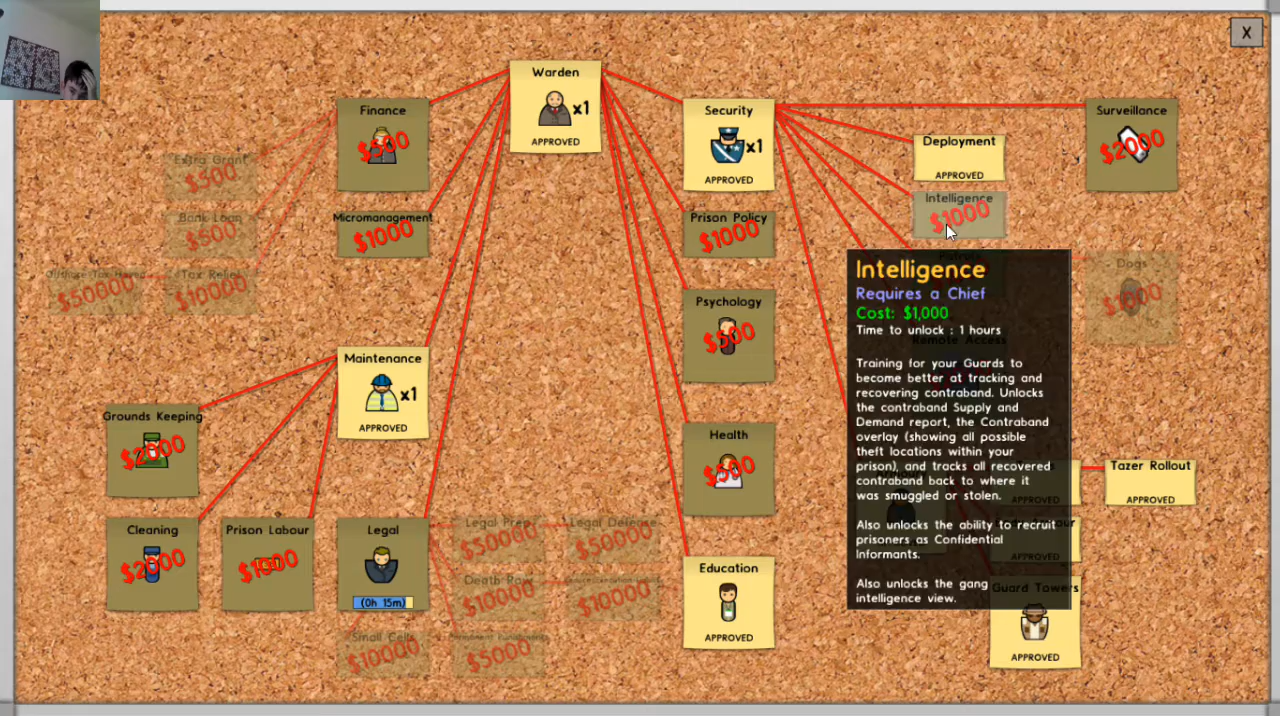 X
Warden
x1
APPROVED
Finance
$500
Security
x1
APPROVED
Surveillance
$2000
Deployment
APPROVED
Extra Grant
$500
Intelligence
$1000
Bank Loan
$500
Micromanagement
$1000
Prison Policy
$1000
Offshore Tax Haven
$50000
Tax Relief
$10000
Dogs
$1000
Intelligence
Requires a Chief
Cost: $1,000
Time to unlock : 1 hours
Training for your Guards to
become better at tracking and
recovering contraband. Unlocks
the contraband Supply and
Demand report, the Contraband
overlay (showing all possible
theft locations within your
prison), and tracks all recovered
contraband back to where it
was smuggled or stolen.
Also unlocks the ability to recruit
prisoners as Confidential
Informants.
Also unlocks the gang
intelligence view.
Remote Access
Psychology
$500
Maintenance
x1
APPROVED
Grounds Keeping
$2000
Health
$500
Tazer Rollout
APPROVED
APPROVED
Cleaning
$2000
Prison Labour
$1000
Legal
(0h 15m)
Legal Prep
$50000
Legal Defense
$50000
Death Row
$10000
$10000
Small Cells
$10000
$5000
Education
APPROVED
APPROVED
Guard Towers
APPROVED